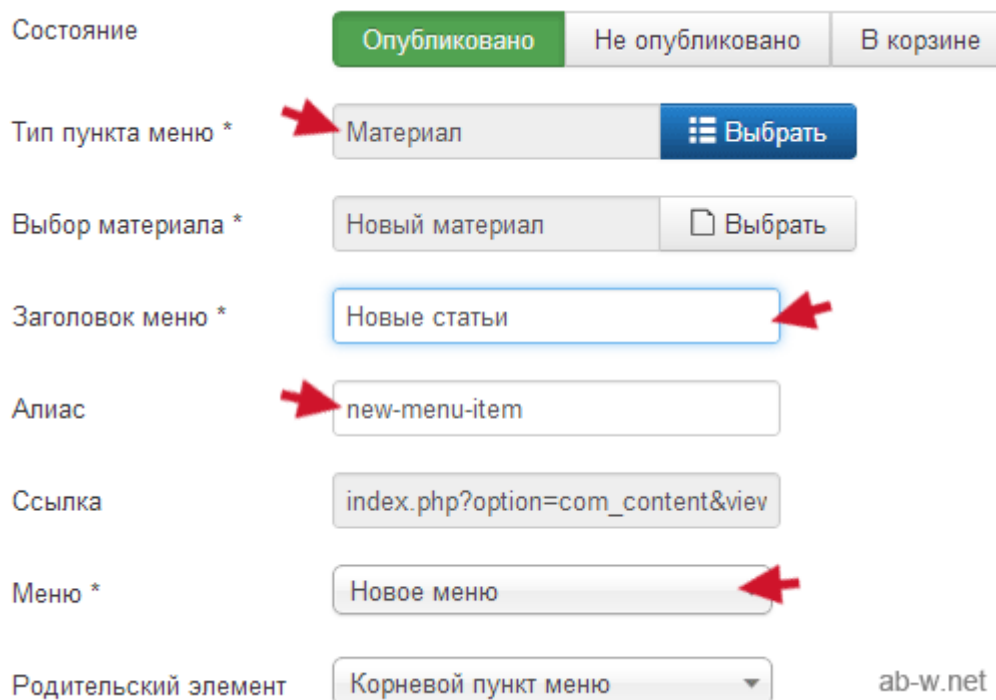 Состояние Опубликовано Не опубликовано В корзине
Тип пункта меню * Материал Выбрать
Выбор материала * Новый материал Выбрать
Заголовок меню * Новые статьи
Алиас new-menu-item
Ссылка index.php?option=com_content&view
Меню * Новое меню
Родительский элемент Корневой пункт меню ab-w.net